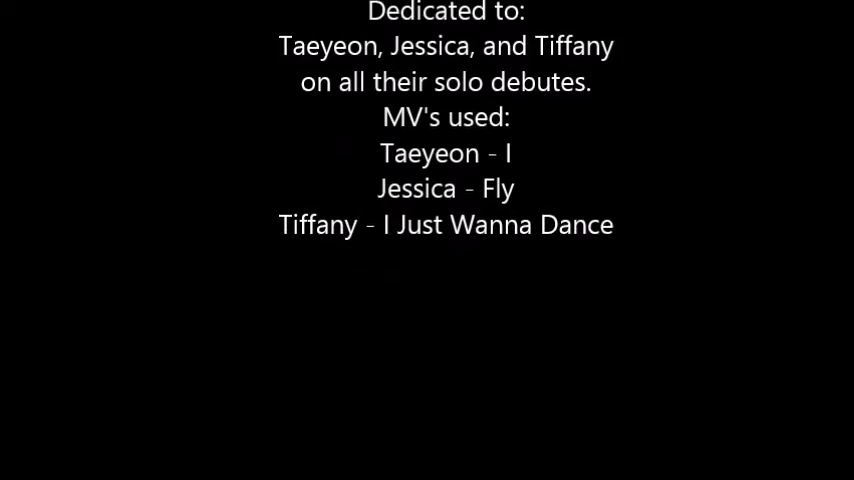 Dedicated to:
Taeyeon, Jessica, and Tiffany
on all their solo debutes.
MV's used:
Taeyeon - I
Jessica - Fly
Tiffany - I Just Wanna Dance